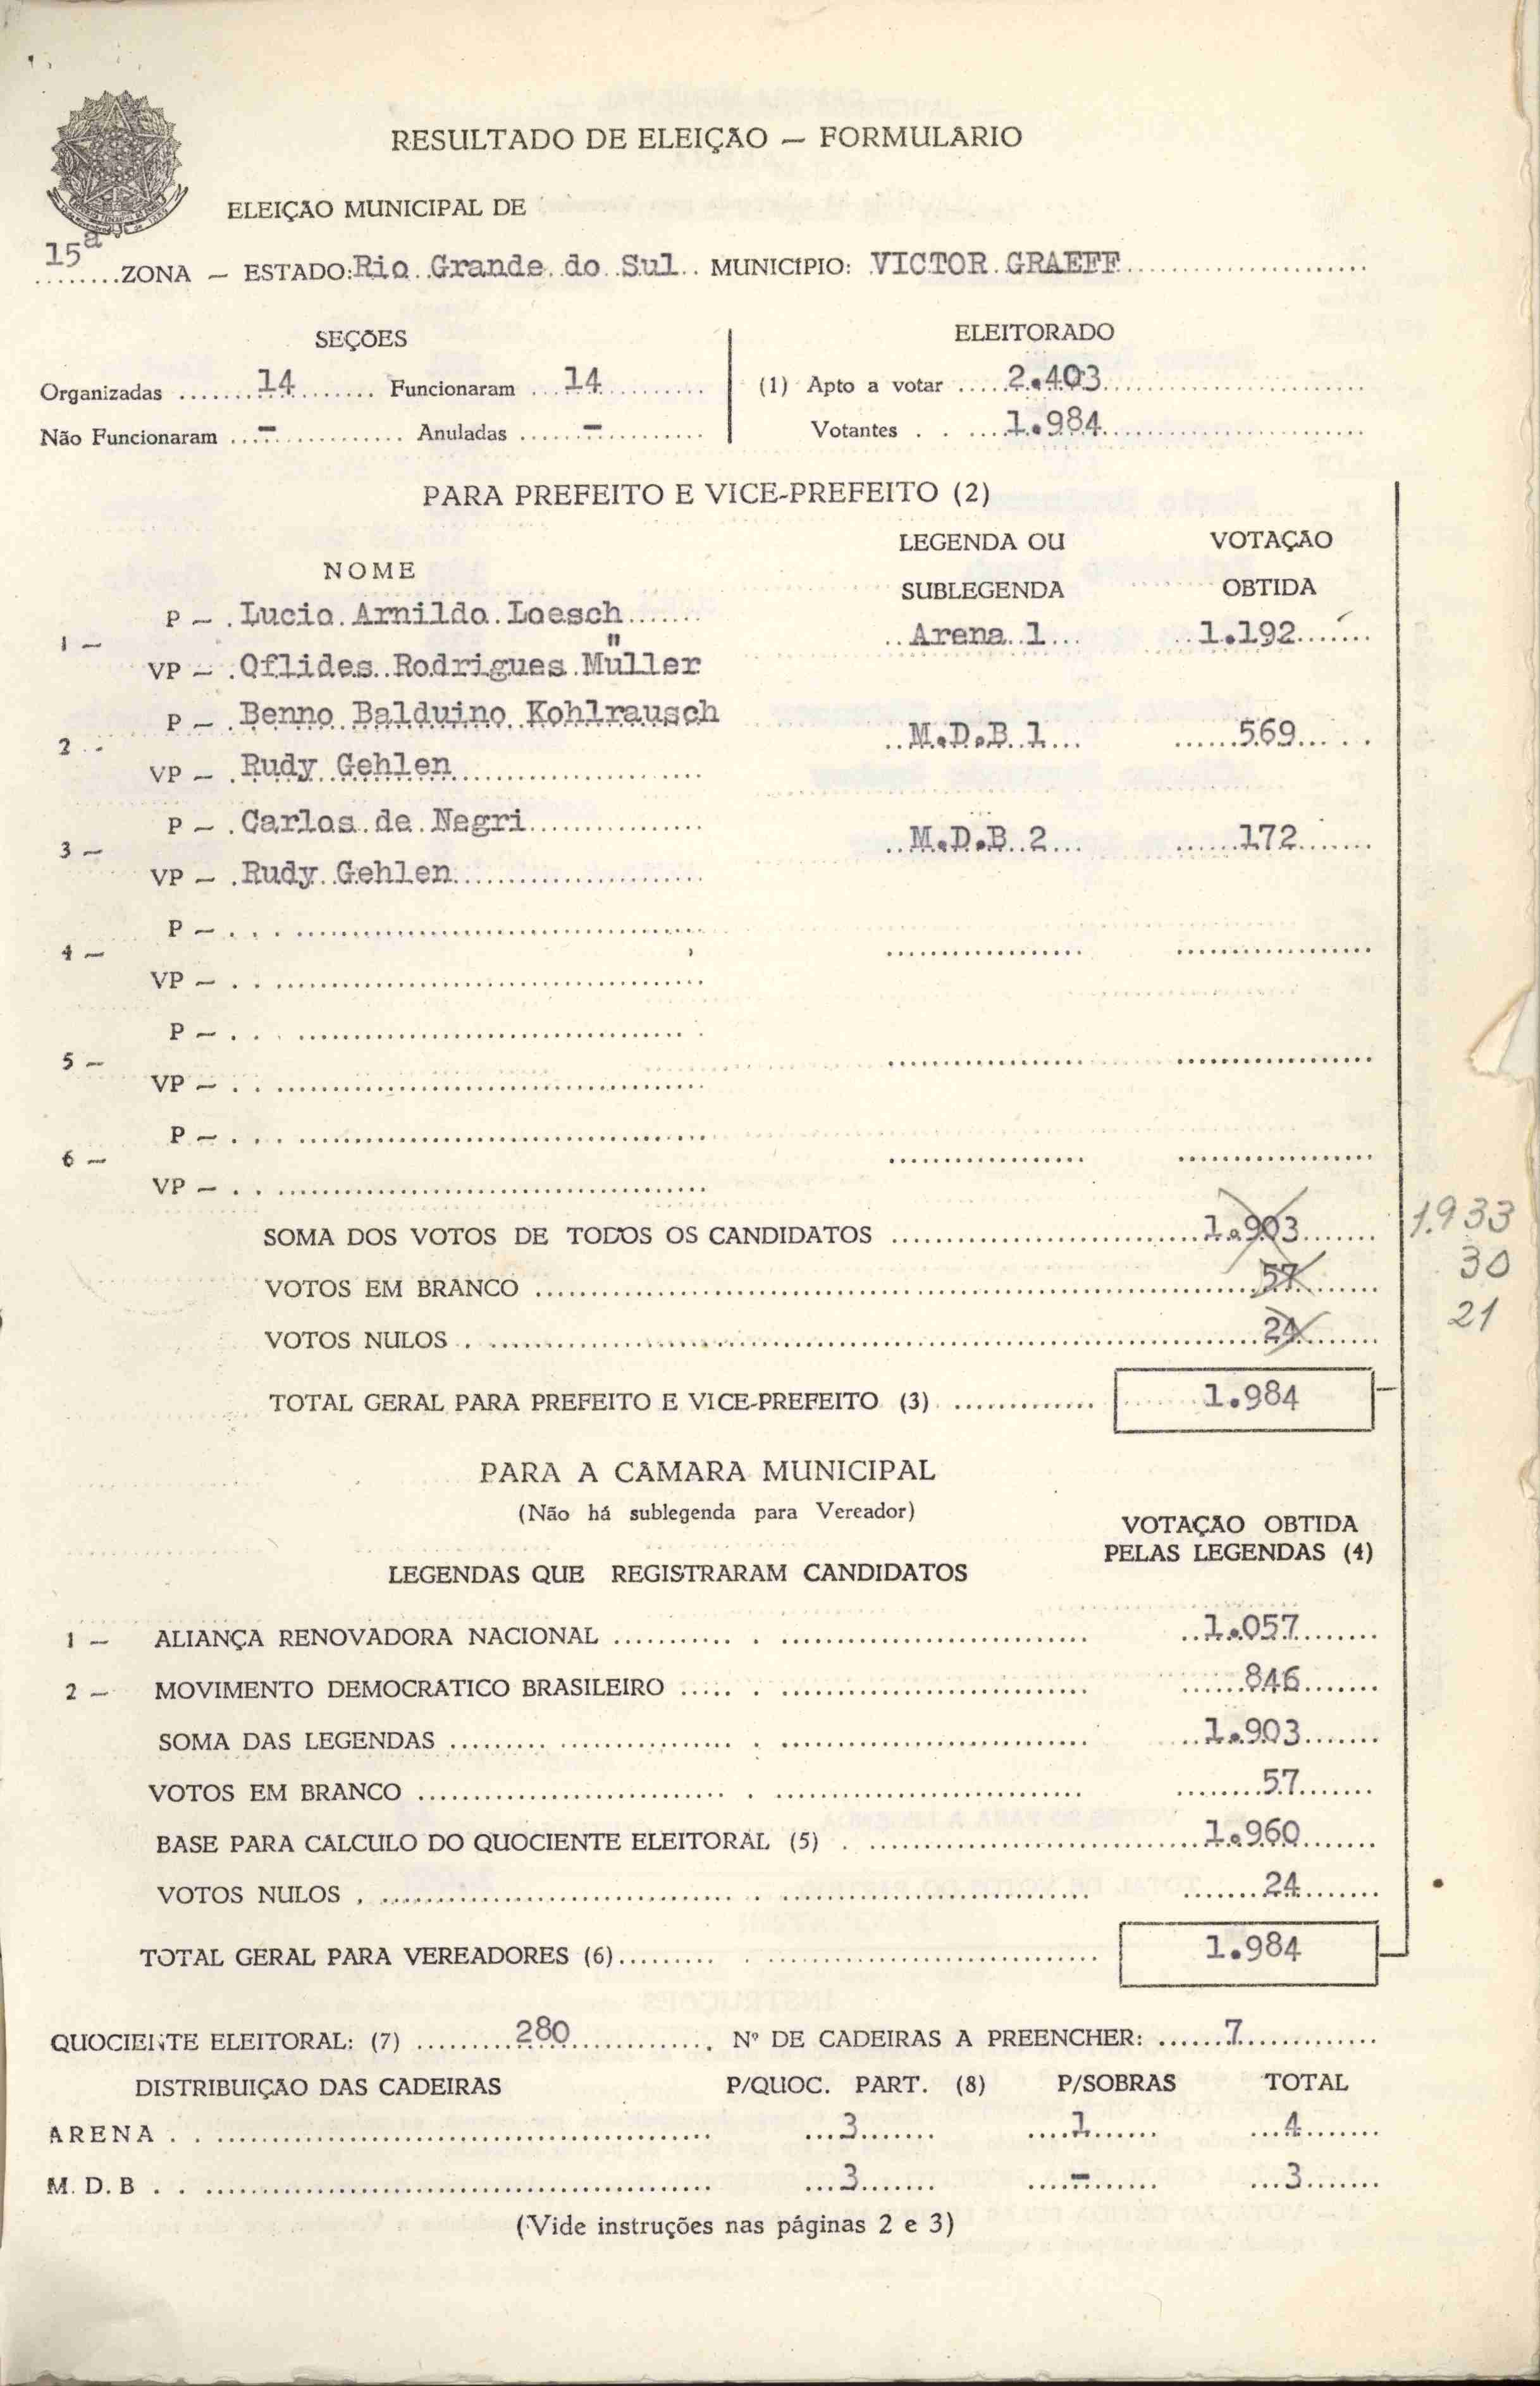 RESULTADO DE ELEIÇÃO — FORMULÁRIO
ELEIÇÃO MUNICIPAL DE
15ª ZONA — ESTADO: Rio Grande do Sul MUNICÍPIO: VICTOR GRAEFF
SEÇÕES ELEITORADO
Organizadas 14 Funcionaram 14 (1) Apto a votar 2.403
Não Funcionaram - Anuladas - Votantes 1.984
PARA PREFEITO E VICE-PREFEITO (2)
NOME LEGENDA OU SUBLEGENDA VOTAÇÃO OBTIDA
1 — P — Lucio Arnildo Loesch Arena 1 1.192
VP — Oflides Rodrigues Müller
2 - P — Benno Balduino Kohlrausch M.D.B 1 569
VP — Rudy Gehlen
3 — P — Carlos de Negri M.D.B 2 172
VP — Rudy Gehlen
4 — P —
VP —
5 — P —
VP —
6 — P —
VP —
SOMA DOS VOTOS DE TODOS OS CANDIDATOS 1.903 1.933
VOTOS EM BRANCO 57 30
VOTOS NULOS 24 21
TOTAL GERAL PARA PREFEITO E VICE-PREFEITO (3) 1.984
PARA A CÂMARA MUNICIPAL
(Não há sublegenda para Vereador)
LEGENDAS QUE REGISTRARAM CANDIDATOS VOTAÇÃO OBTIDA PELAS LEGENDAS (4)
1 — ALIANÇA RENOVADORA NACIONAL 1.057
2 — MOVIMENTO DEMOCRÁTICO BRASILEIRO 846
SOMA DAS LEGENDAS 1.903
VOTOS EM BRANCO 57
BASE PARA CÁLCULO DO QUOCIENTE ELEITORAL (5) 1.960
VOTOS NULOS 24
TOTAL GERAL PARA VEREADORES (6) 1.984
QUOCIENTE ELEITORAL: (7) 280 Nº DE CADEIRAS A PREENCHER: 7
DISTRIBUIÇÃO DAS CADEIRAS P/QUOC. PART. (8) P/SOBRAS TOTAL
ARENA 3 1 4
M. D. B 3 - 3
(Vide instruções nas páginas 2 e 3)